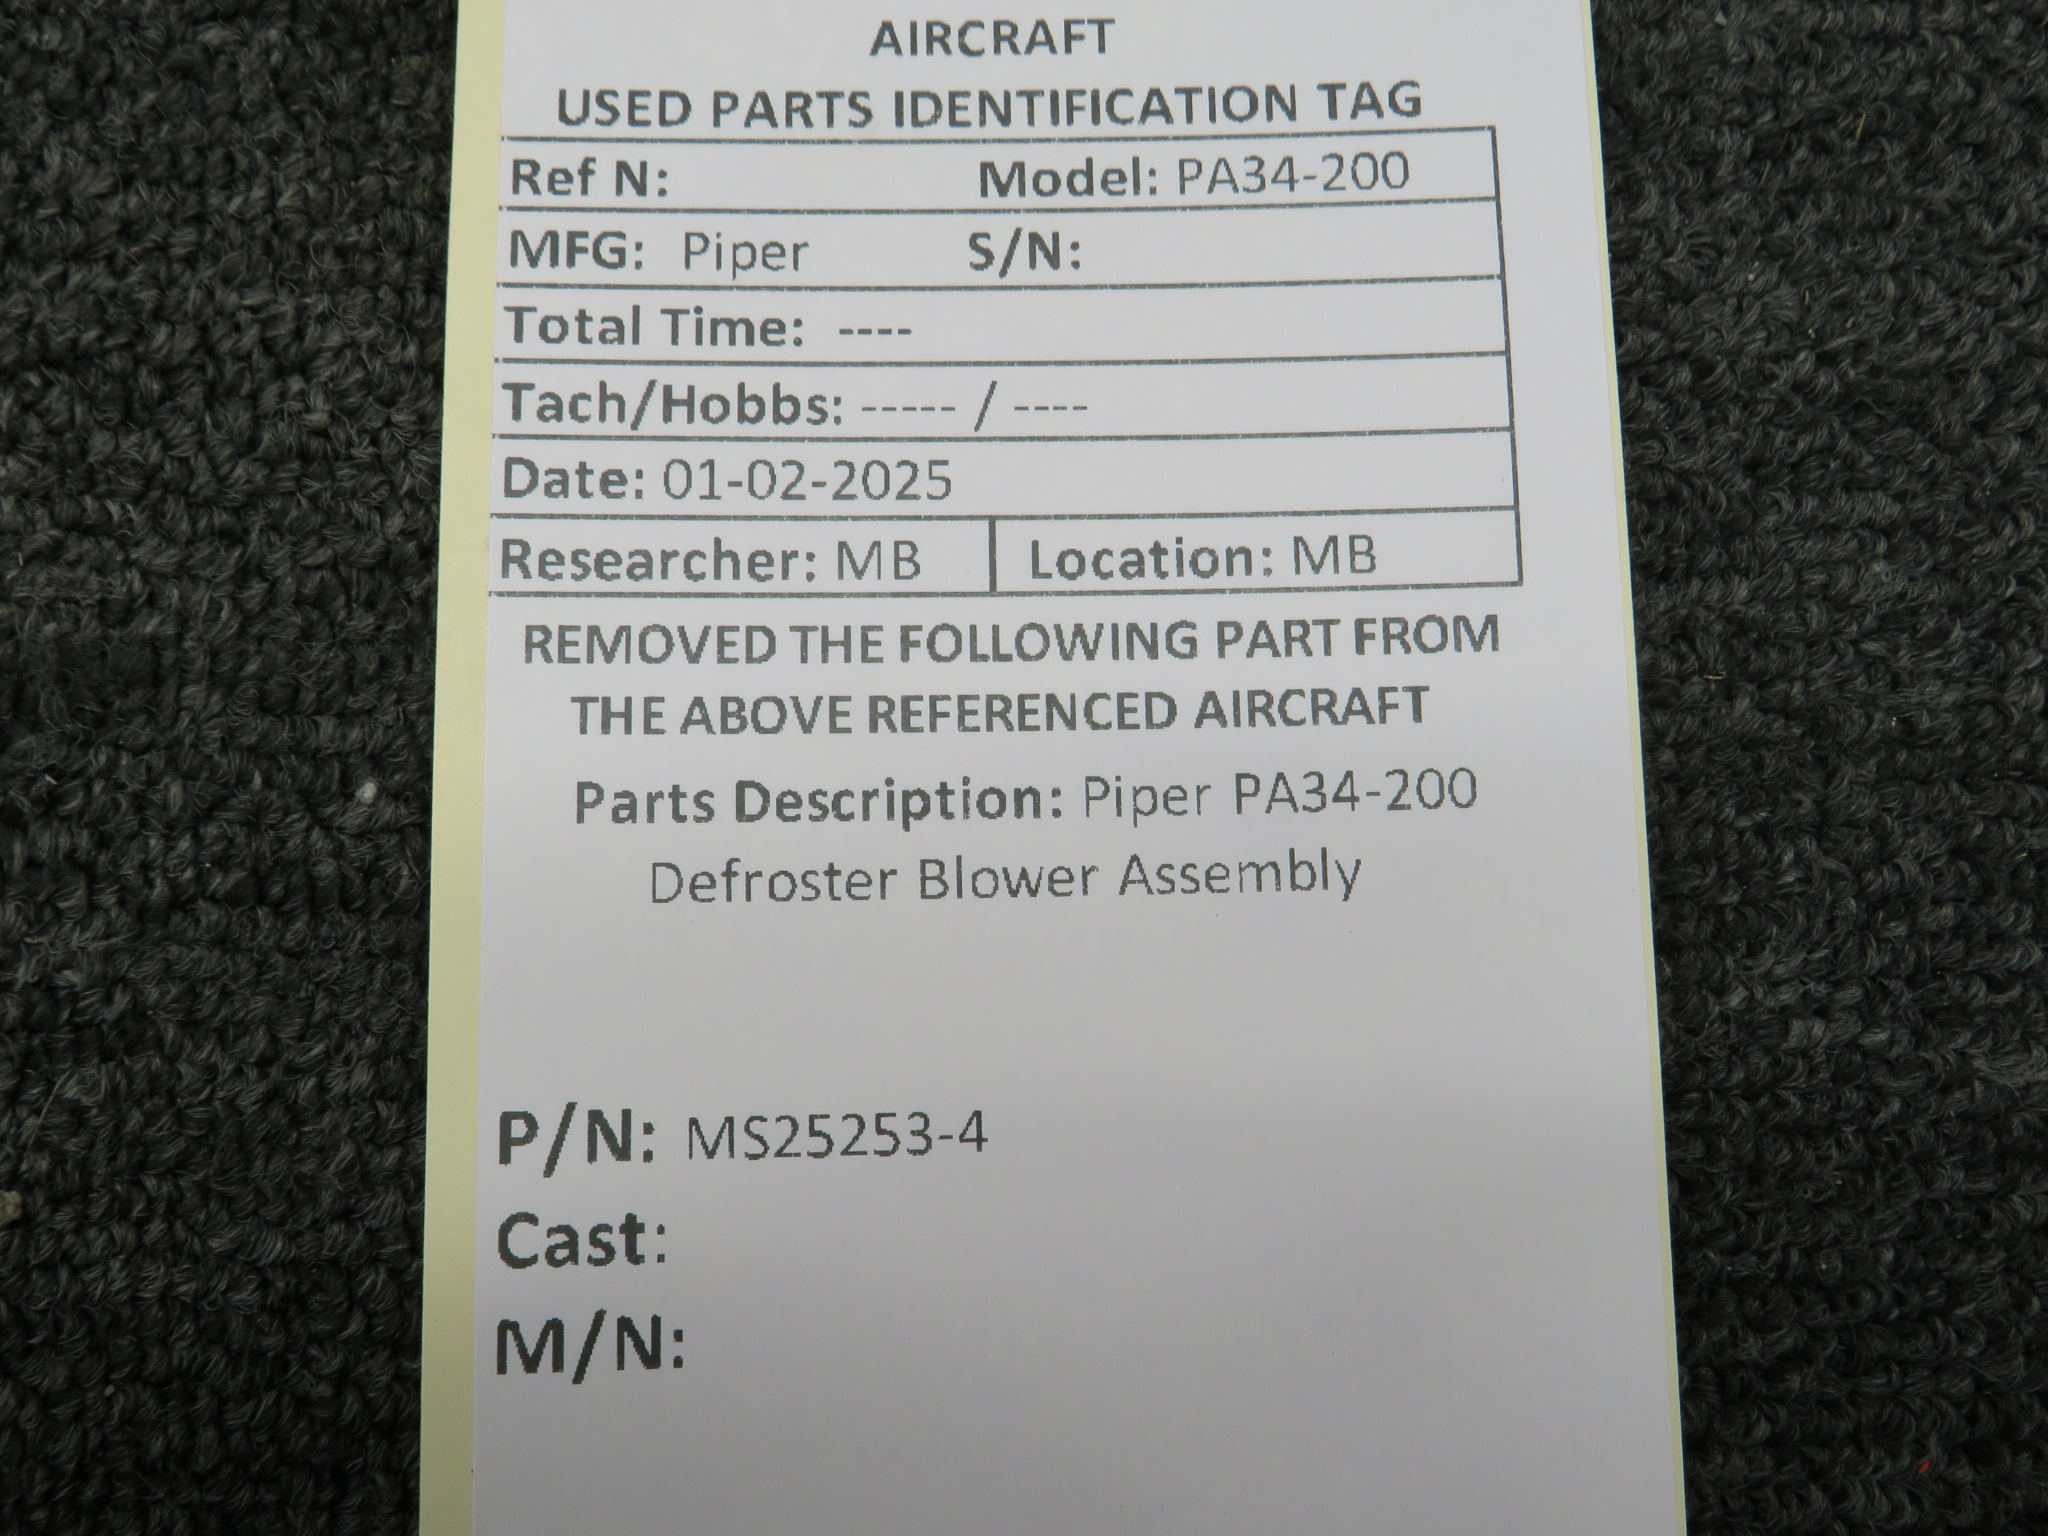 AIRCRAFT
USED PARTS IDENTIFICATION TAG
Ref N: Model: PA34-200
MFG: Piper S/N:
Total Time: ----
Tach/Hobbs: ----- / ----
Date: 01-02-2025
Researcher: MB Location: MB
REMOVED THE FOLLOWING PART FROM
THE ABOVE REFERENCED AIRCRAFT
Parts Description: Piper PA34-200
Defroster Blower Assembly
P/N: MS25253-4
Cast:
M/N: